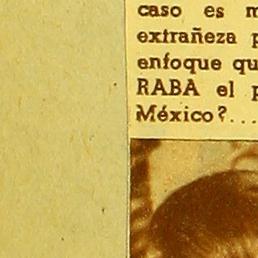 caso es m
extrañeza p
enfoque qu
RABA el p
México?...